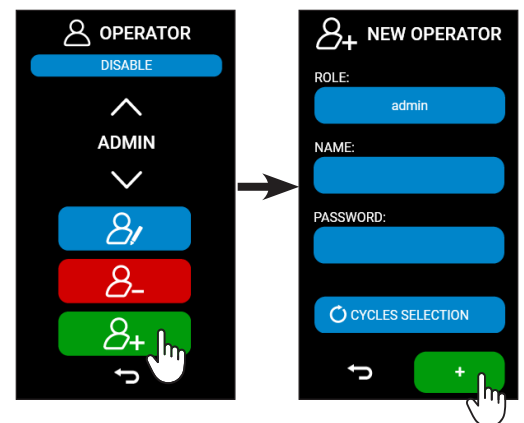 OPERATOR
DISABLE
ADMIN
NEW OPERATOR
ROLE:
admin
NAME:
PASSWORD:
CYCLES SELECTION
+